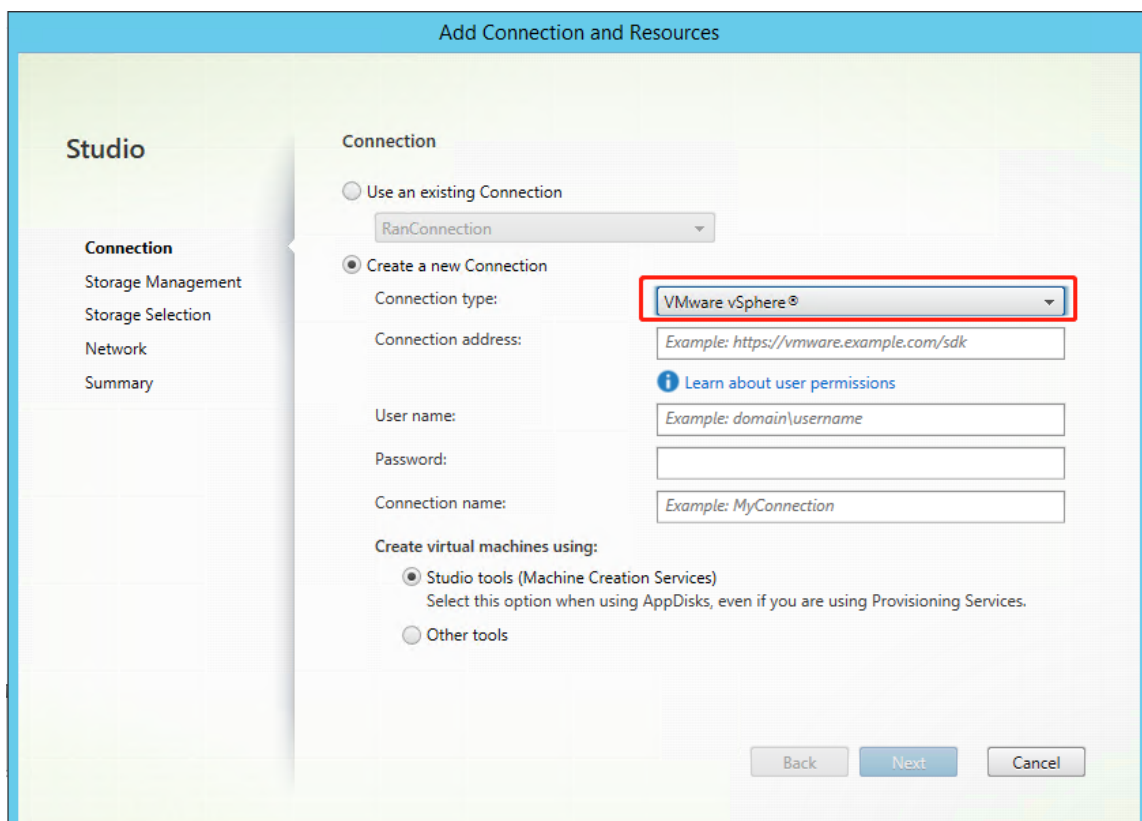 Add Connection and Resources
Studio
Connection
Storage Management
Storage Selection
Network
Summary
Connection
Use an existing Connection
RanConnection
Create a new Connection
Connection type:
VMware vSphere®
Connection address:
Example: https://vmware.example.com/sdk
Learn about user permissions
User name:
Example: domain\username
Password:
Connection name:
Example: MyConnection
Create virtual machines using:
Studio tools (Machine Creation Services)
Select this option when using AppDisks, even if you are using Provisioning Services.
Other tools
Back
Next
Cancel